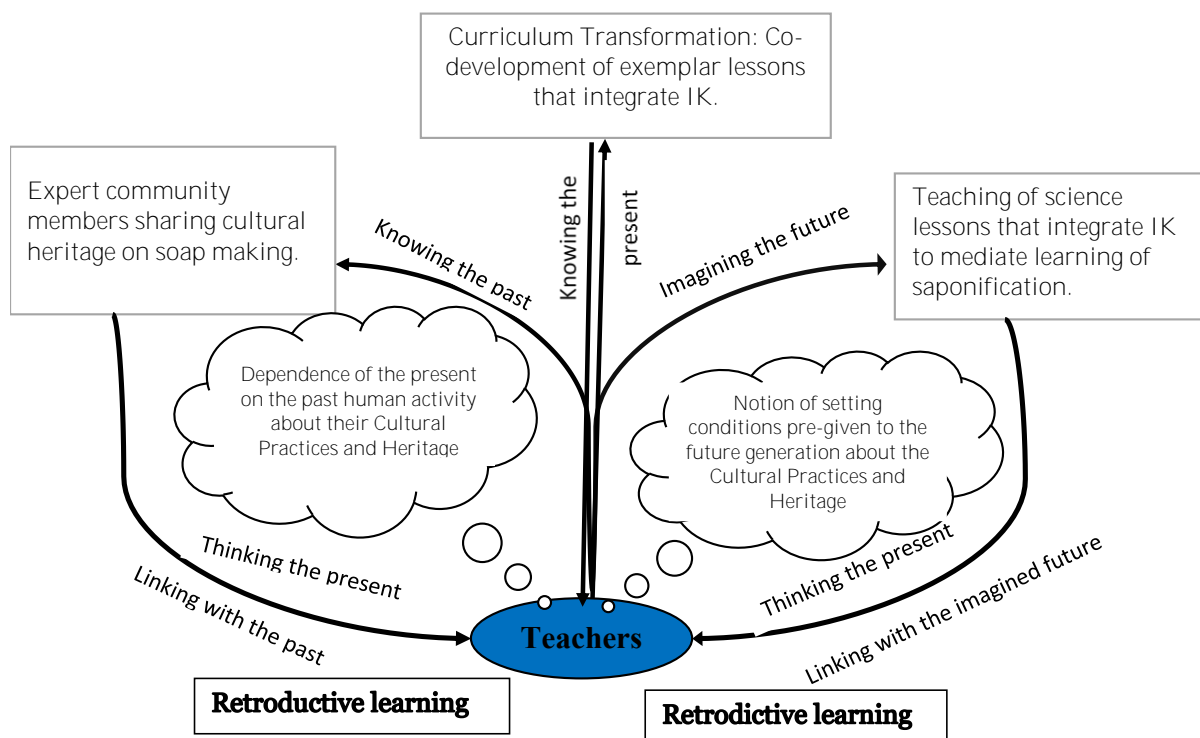 Curriculum Transformation: Co-
development of exemplar lessons
that integrate IK.
Expert community
members sharing cultural
heritage on soap making.
Teaching of science
lessons that integrate IK
to mediate learning of
saponification.
Knowing the past
Knowing the
present
Imagining the future
Dependence of the present
on the past human activity
about their Cultural
Practices and Heritage
Notion of setting
conditions pre-given to the
future generation about the
Cultural Practices and
Heritage
Thinking the present
Linking with the past
Thinking the present
Linking with the imagined future
Teachers
Retroductive learning
Retrodictive learning